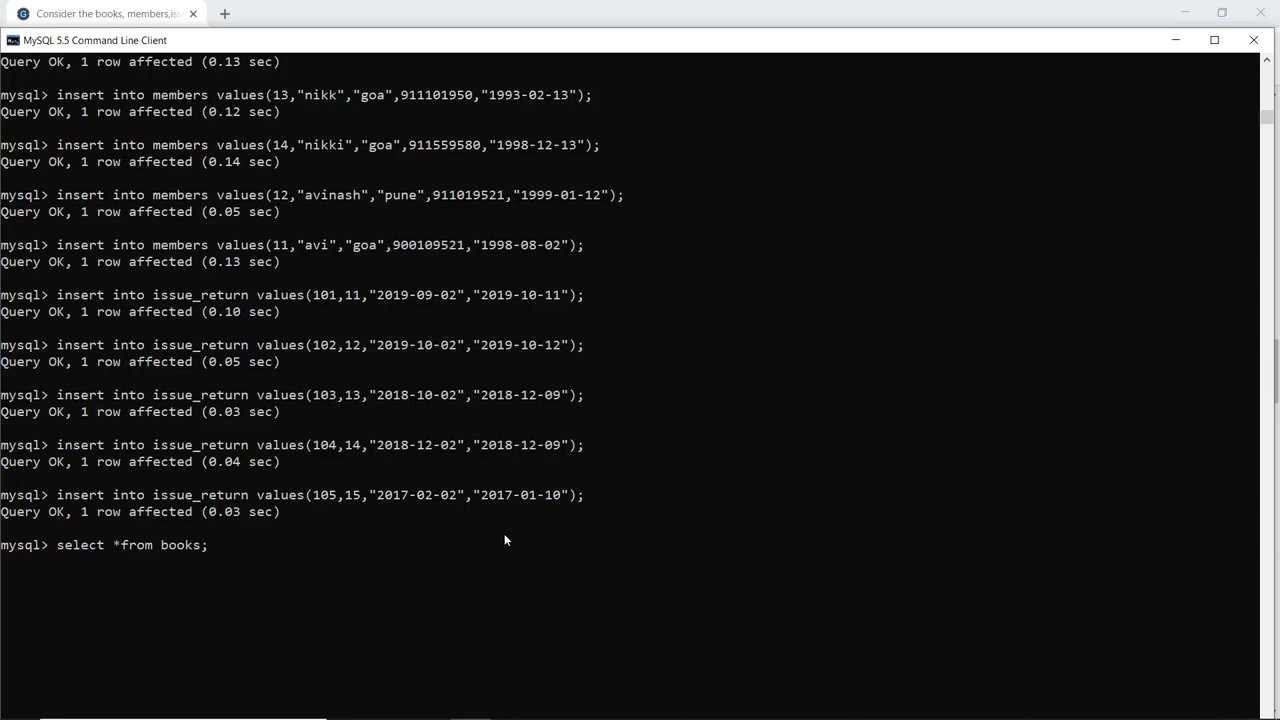 Consider the books, members,is
MySQL 5.5 Command Line Client
Query OK, 1 row affected (0.13 sec)
mysql> insert into members values(13,"nikk","goa",911101950,"1993-02-13");
Query OK, 1 row affected (0.12 sec)
mysql> insert into members values(14,"nikki","goa",911559580,"1998-12-13");
Query OK, 1 row affected (0.14 sec)
mysql> insert into members values(12,"avinash","pune",911019521,"1999-01-12");
Query OK, 1 row affected (0.05 sec)
mysql> insert into members values(11,"avi","goa",900109521,"1998-08-02");
Query OK, 1 row affected (0.13 sec)
mysql> insert into issue_return values(101,11,"2019-09-02","2019-10-11");
Query OK, 1 row affected (0.10 sec)
mysql> insert into issue_return values(102,12,"2019-10-02","2019-10-12");
Query OK, 1 row affected (0.05 sec)
mysql> insert into issue_return values(103,13,"2018-10-02","2018-12-09");
Query OK, 1 row affected (0.03 sec)
mysql> insert into issue_return values(104,14,"2018-12-02","2018-12-09");
Query OK, 1 row affected (0.04 sec)
mysql> insert into issue_return values(105,15,"2017-02-02","2017-01-10");
Query OK, 1 row affected (0.03 sec)
mysql> select *from books;